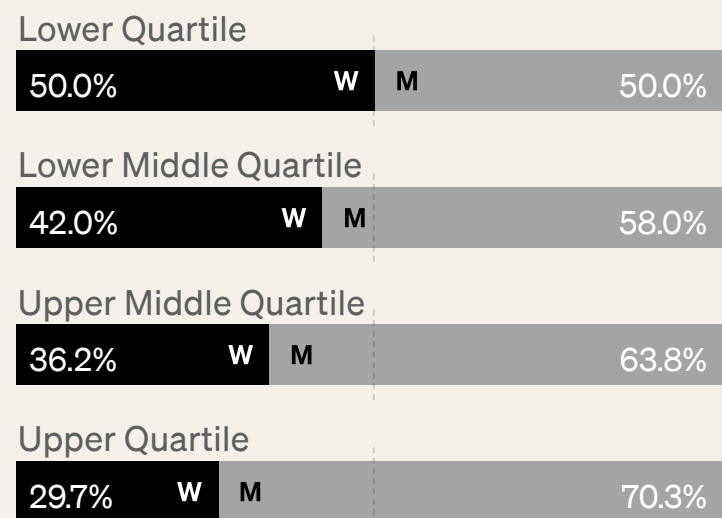 Lower Quartile
50.0% W M 50.0%
Lower Middle Quartile
42.0% W M 58.0%
Upper Middle Quartile
36.2% W M 63.8%
Upper Quartile
29.7% W M 70.3%